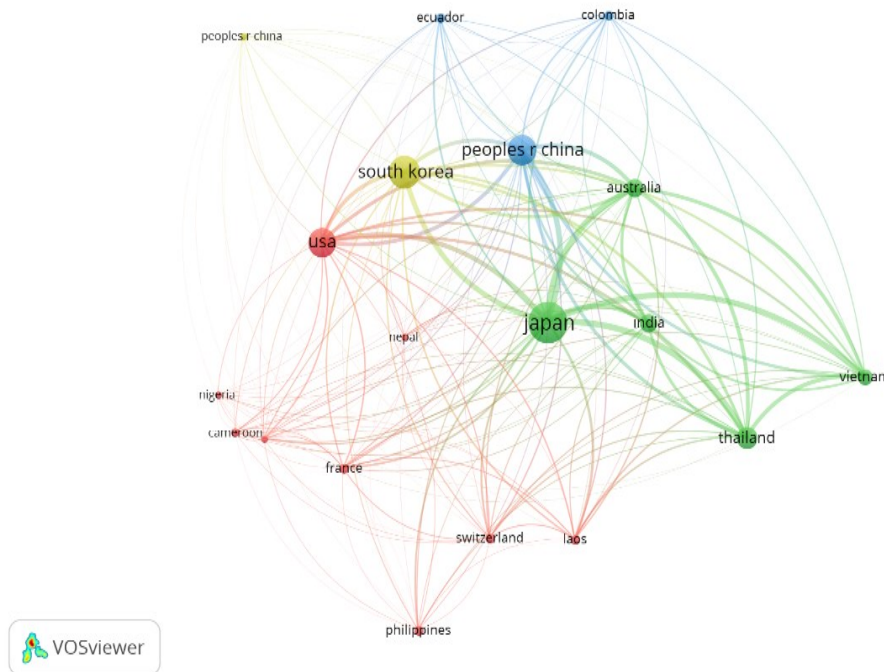 ecuador
colombia
peoples r china
peoples r china
south korea
australia
usa
japan
india
nepal
vietnam
nigeria
cameroon
thailand
france
switzerland
laos
philippines
VOSviewer